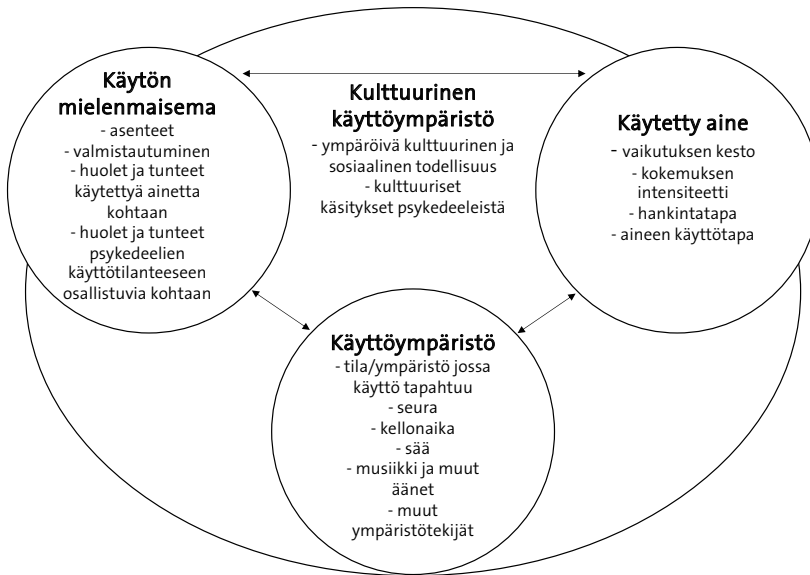 Käytön
mielenmaisema
- asenteet
- valmistautuminen
- huolet ja tunteet
käytettyä ainetta
kohtaan
- huolet ja tunteet
psykedeelien
käyttötilanteeseen
osallistuvia kohtaan
Kulttuurinen
käyttöympäristö
- ympäröivä kulttuurinen ja
sosiaalinen todellisuus
- kulttuuriset
käsitykset psykedeeleistä
Käytetty aine
- vaikutuksen kesto
- kokemuksen
intensiteetti
- hankintatapa
- aineen käyttötapa
Käyttöympäristö
- tila/ympäristö jossa
käyttö tapahtuu
- seura
- kellonaika
- sää
- musiikki ja muut
äänet
- muut
ympäristötekijät